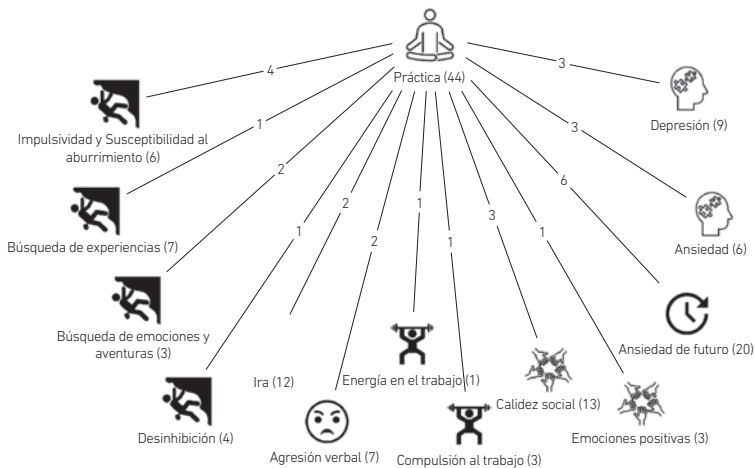 Práctica (44)
4
3
Impulsividad y Susceptibilidad al
aburrimiento (6)
Depresión (9)
1
3
2
6
Búsqueda de experiencias (7)
1
2
2
1
1
3
1
Ansiedad (6)
Búsqueda de emociones y
aventuras (3)
Ansiedad de futuro (20)
Ira (12)
Energía en el trabajo (1)
Calidez social (13)
Desinhibición (4)
Agresión verbal (7)
Compulsión al trabajo (3)
Emociones positivas (3)